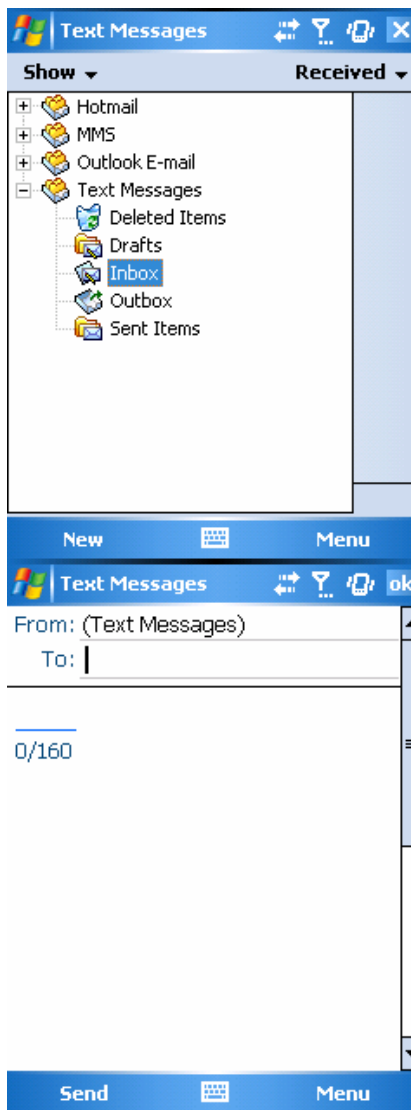 Text Messages
Show Received
Hotmail
MMS
Outlook E-mail
Text Messages
Deleted Items
Drafts
Inbox
Outbox
Sent Items
New Menu
Text Messages ok
From: (Text Messages)
To:
0/160
Send Menu